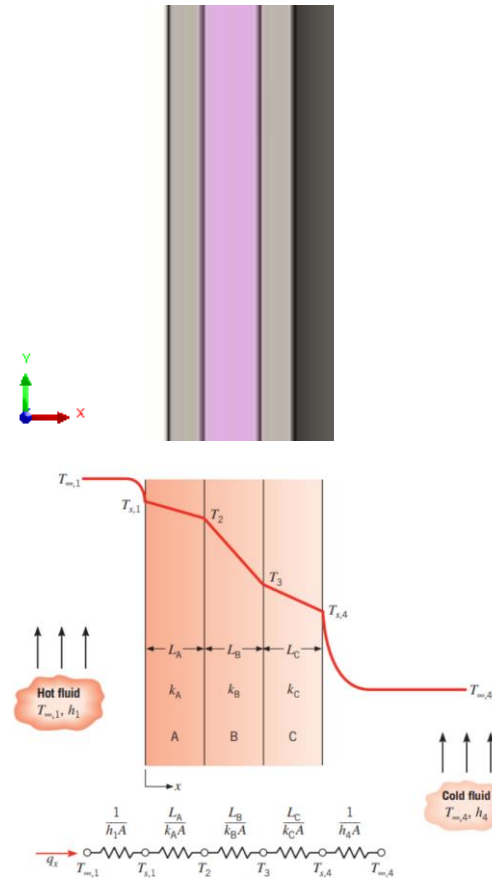 Y
X
T∞,1
Ts,1
T2
T3
Ts,4
LA
LB
LC
Hot fluid
T∞,1, h1
kA
kB
kC
T∞,4
A
B
C
Cold fluid
T∞,4, h4
x
1/h1A
LA/kAA
LB/kBA
LC/kCA
1/h4A
qx
T∞,1
Ts,1
T2
T3
Ts,4
T∞,4